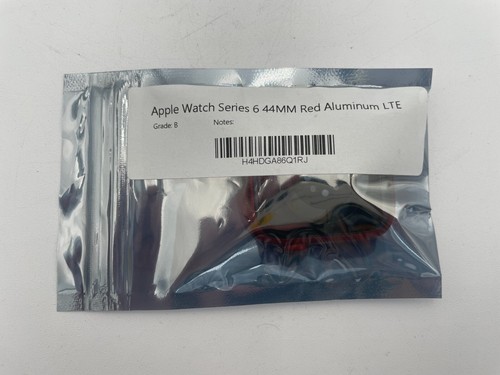 Apple Watch Series 6 44MM Red Aluminum LTE
Grade: B Notes:
H4HDGA86Q1RJ